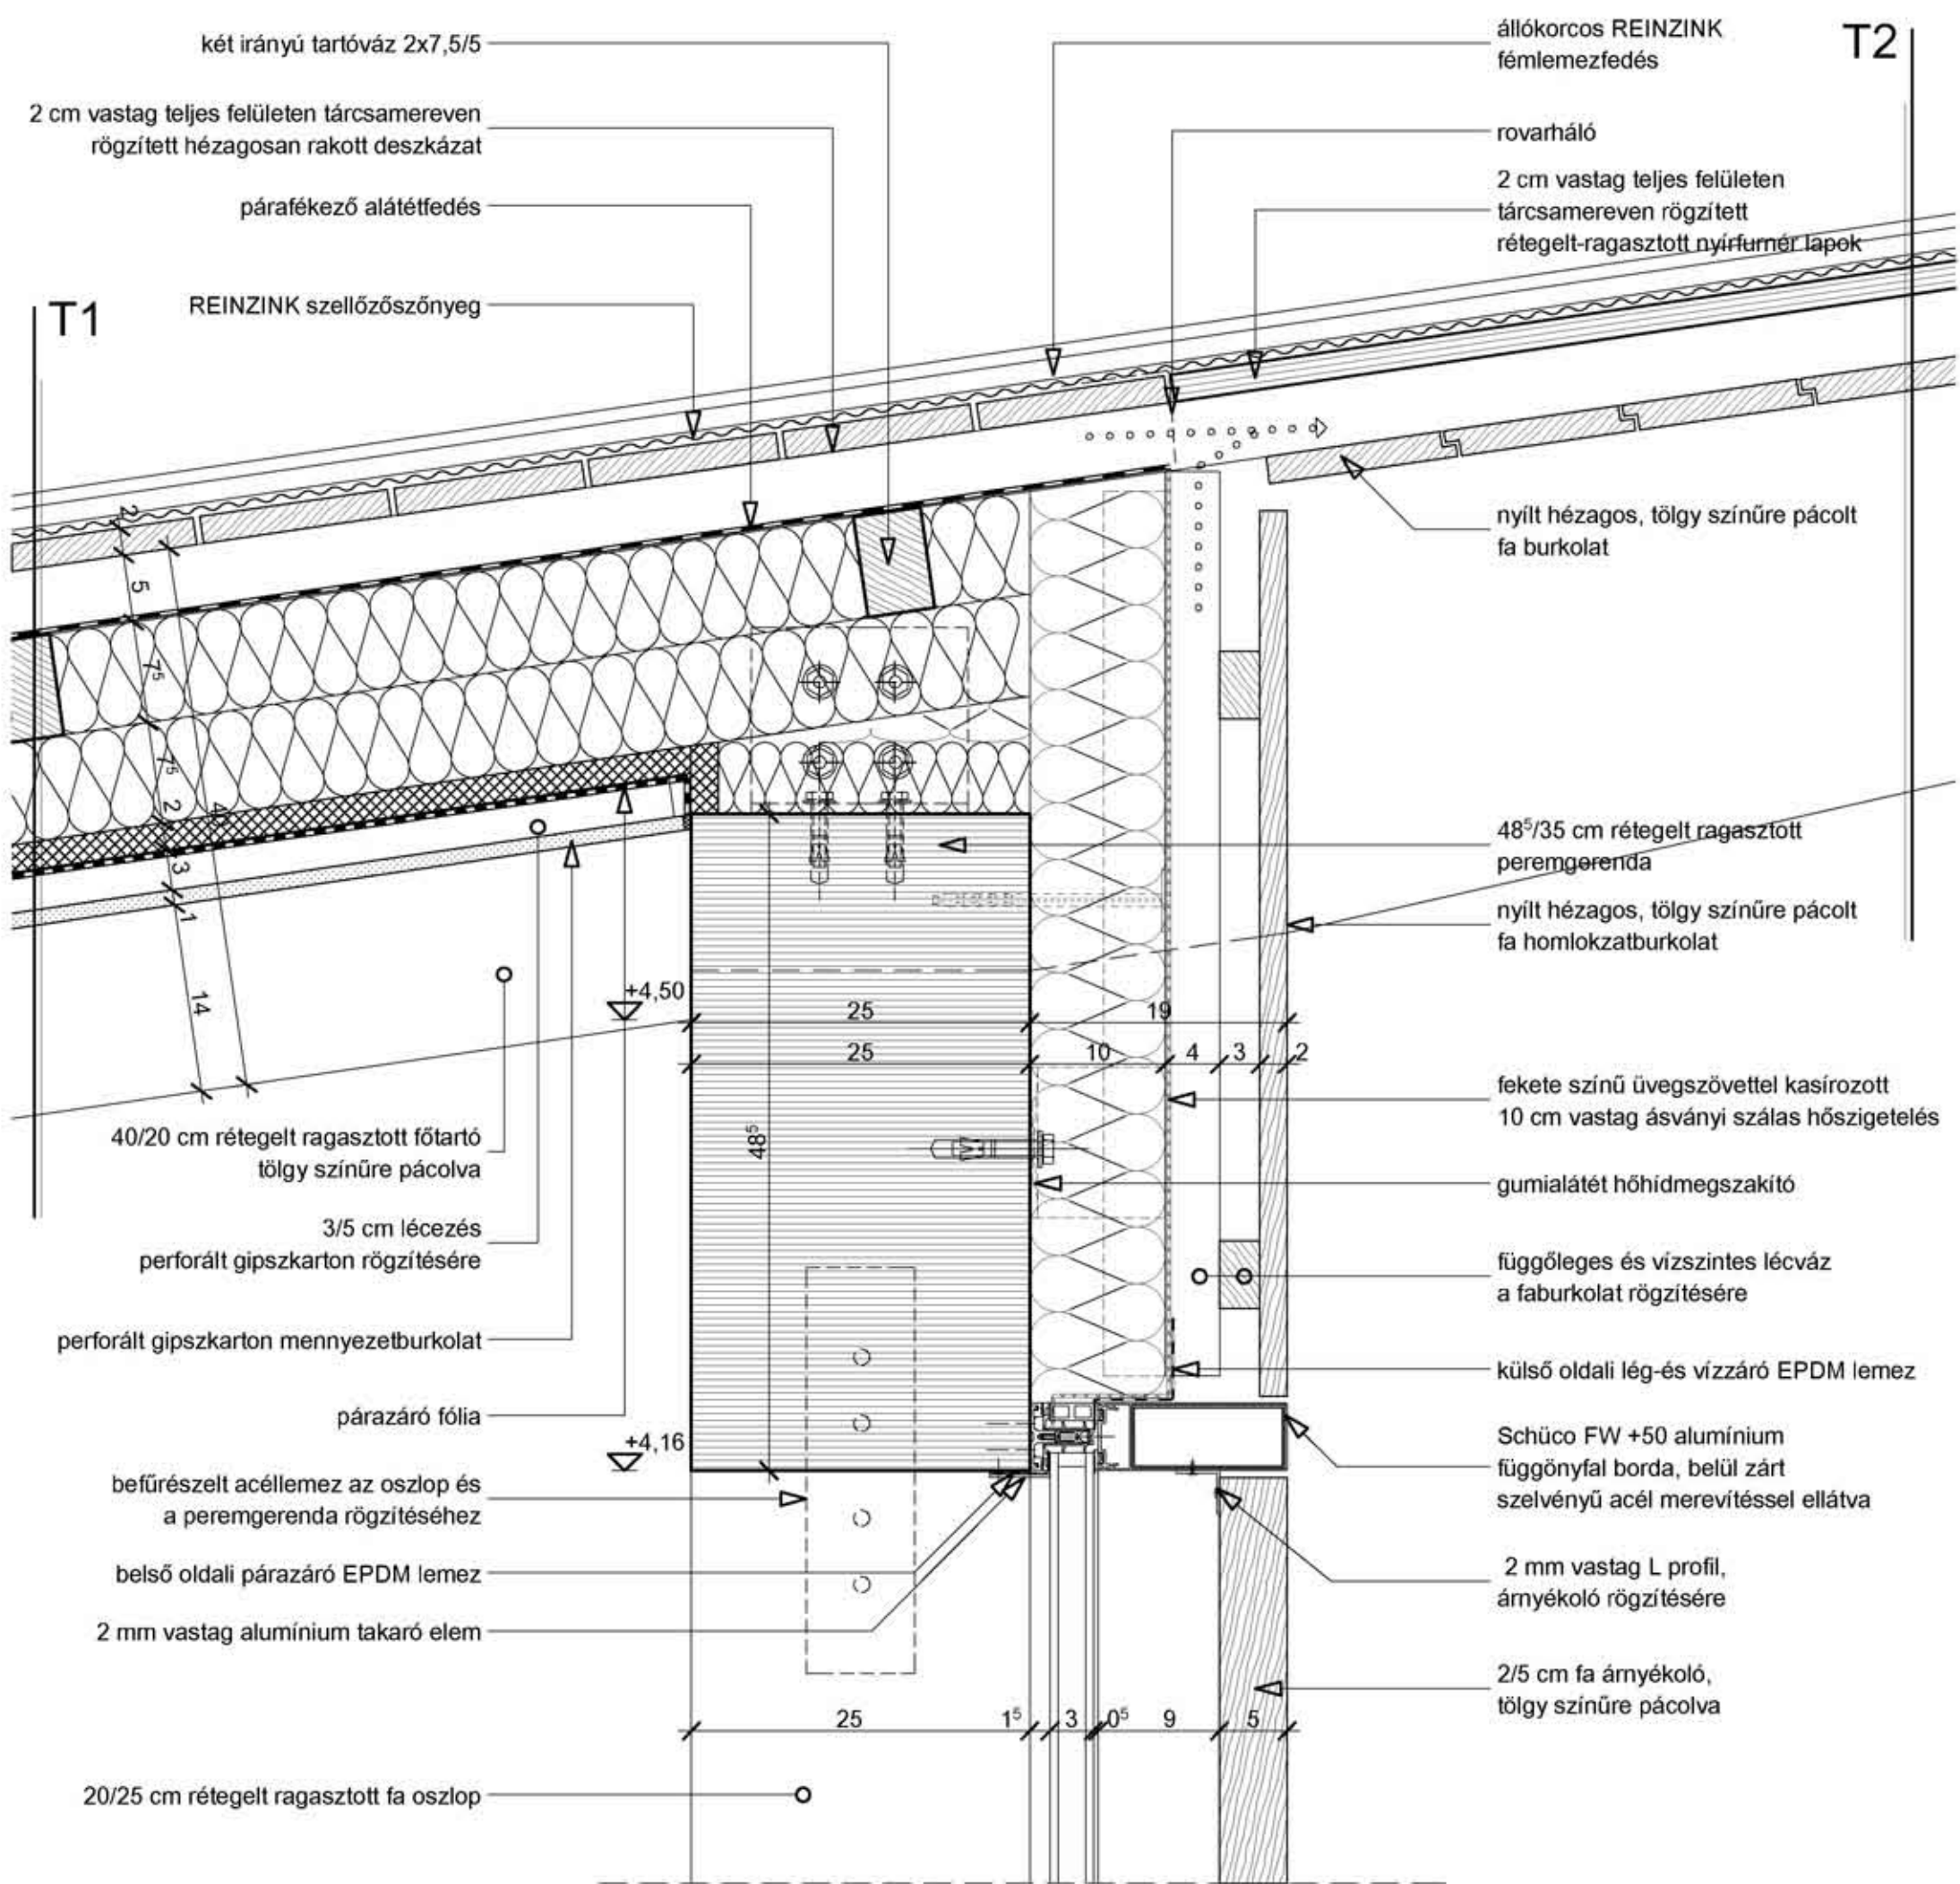 két irányú tartóváz 2x7,5/5
2 cm vastag teljes felületen tárcsamereven
rögzített hézagosan rakott deszkázat
párafékező alátétfedés
REINZINK szellőzőszőnyeg
T1
állókorcos REINZINK
fémlemezfedés
T2
rovarháló
2 cm vastag teljes felületen
tárcsamereven rögzített
rétegelt-ragasztott nyírfurnér lapok
nyílt hézagos, tölgy színűre pácolt
fa burkolat
2
5
7⁵
7⁵
2
40
3
1
14
48⁵/35 cm rétegelt ragasztott
peremgerenda
nyílt hézagos, tölgy színűre pácolt
fa homlokzatburkolat
+4,50
25
19
25
10
4
3
2
48⁵
fekete színű üvegszövettel kasírozott
10 cm vastag ásványi szálas hőszigetelés
gumialátét hőhídmegszakító
függőleges és vízszintes lécváz
a faburkolat rögzítésére
külső oldali lég-és vízzáró EPDM lemez
Schüco FW +50 alumínium
függönyfal borda, belül zárt
szelvényű acél merevítéssel ellátva
2 mm vastag L profil,
árnyékoló rögzítésére
2/5 cm fa árnyékoló,
tölgy színűre pácolva
40/20 cm rétegelt ragasztott főtartó
tölgy színűre pácolva
3/5 cm lécezés
perforált gipszkarton rögzítésére
perforált gipszkarton mennyezetburkolat
párazáró fólia
+4,16
befűrészelt acéllemez az oszlop és
a peremgerenda rögzítéséhez
belső oldali párazáró EPDM lemez
2 mm vastag alumínium takaró elem
25
1⁵
3
0⁵
9
5
20/25 cm rétegelt ragasztott fa oszlop